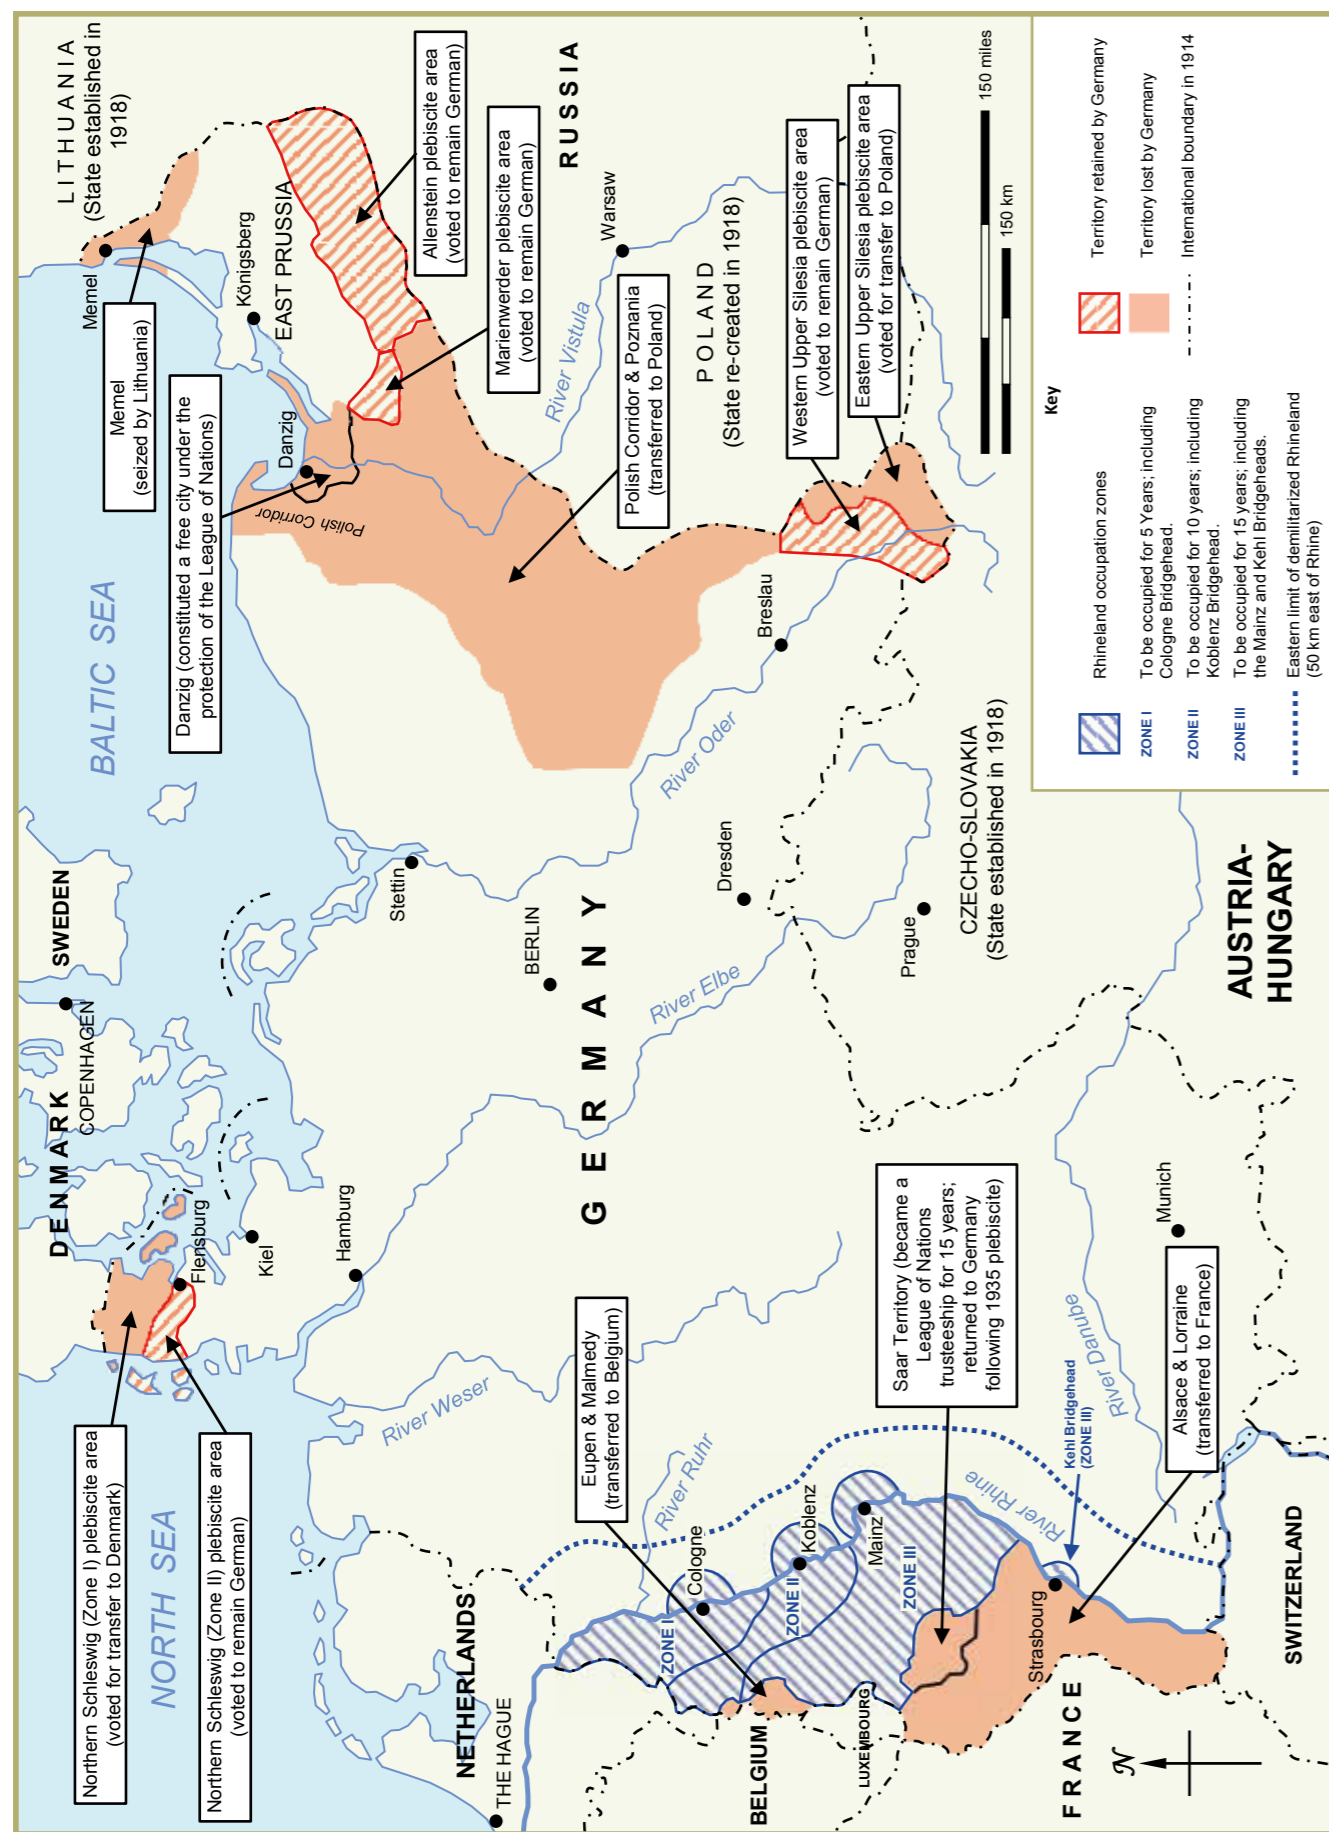 NORTH SEA
BALTIC SEA
DENMARK
COPENHAGEN
SWEDEN
LITHUANIA
(State established in
1918)
Memel
Memel
(seized by Lithuania)
Königsberg
EAST PRUSSIA
Danzig (constituted a free city under the
protection of the League of Nations)
Danzig
Polish Corridor
Allenstein plebiscite area
(voted to remain German)
Marienwerder plebiscite area
(voted to remain German)
RUSSIA
Northern Schleswig (Zone I) plebiscite area
(voted for transfer to Denmark)
Northern Schleswig (Zone II) plebiscite area
(voted to remain German)
Flensburg
Kiel
Hamburg
Stettin
BERLIN
GERMANY
River Weser
River Elbe
River Oder
River Vistula
Warsaw
POLAND
(State re-created in 1918)
Polish Corridor & Poznania
(transferred to Poland)
Western Upper Silesia plebiscite area
(voted to remain German)
Eastern Upper Silesia plebiscite area
(voted for transfer to Poland)
Breslau
Dresden
Prague
CZECHO-SLOVAKIA
(State established in 1918)
AUSTRIA-
HUNGARY
NETHERLANDS
THE HAGUE
BELGIUM
LUXEMBOURG
FRANCE
SWITZERLAND
Eupen & Malmedy
(transferred to Belgium)
River Ruhr
Cologne
Koblenz
Mainz
ZONE I
ZONE II
ZONE III
River Rhine
Saar Territory (became a
League of Nations
trusteeship for 15 years;
returned to Germany
following 1935 plebiscite)
Kehl Bridgehead
(ZONE III)
River Danube
Strasbourg
Alsace & Lorraine
(transferred to France)
Munich
N
150 miles
150 km
Key
Rhineland occupation zones
ZONE I
To be occupied for 5 Years; including
Cologne Bridgehead.
ZONE II
To be occupied for 10 years; including
Koblenz Bridgehead.
ZONE III
To be occupied for 15 years; including
the Mainz and Kehl Bridgeheads.
Eastern limit of demilitarized Rhineland
(50 km east of Rhine)
Territory retained by Germany
Territory lost by Germany
International boundary in 1914